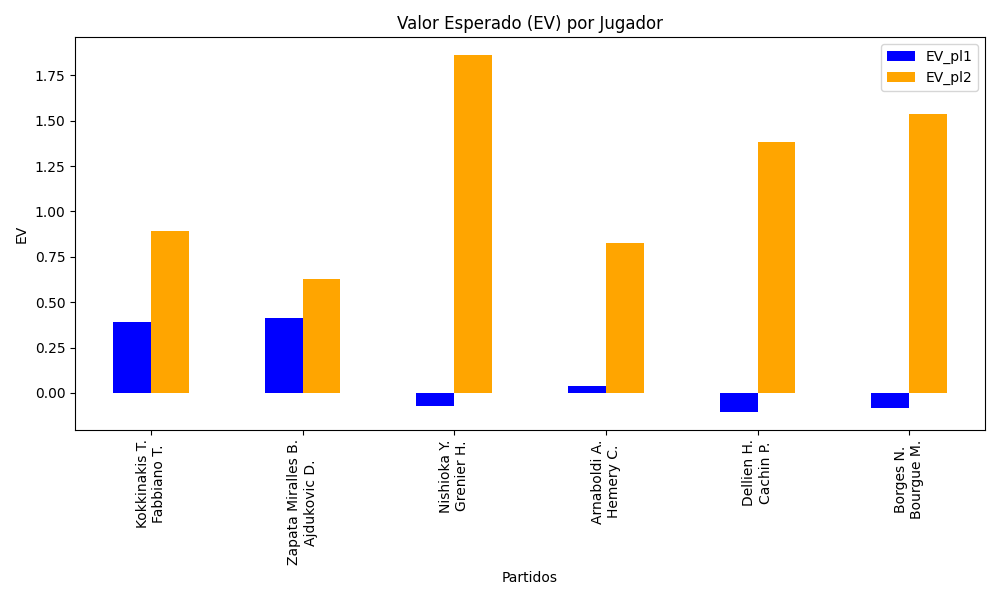 Valor Esperado (EV) por Jugador
EV_pl1
EV_pl2
EV
1.75
1.50
1.25
1.00
0.75
0.50
0.25
0.00
Kokkinakis T.
Fabbiano T.
Zapata Miralles B.
Ajdukovic D.
Nishioka Y.
Grenier H.
Arnaboldi A.
Hemery C.
Dellien H.
Cachin P.
Borges N.
Bourgue M.
Partidos